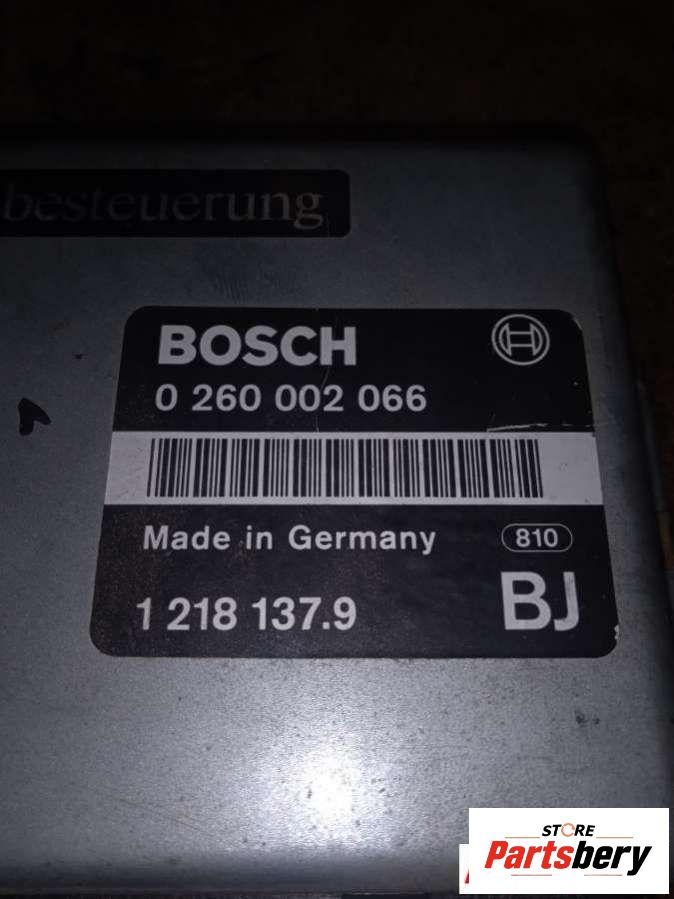 besteuerung
BOSCH
0 260 002 066
Made in Germany 810
1 218 137.9 BJ
STORE
Partsbery